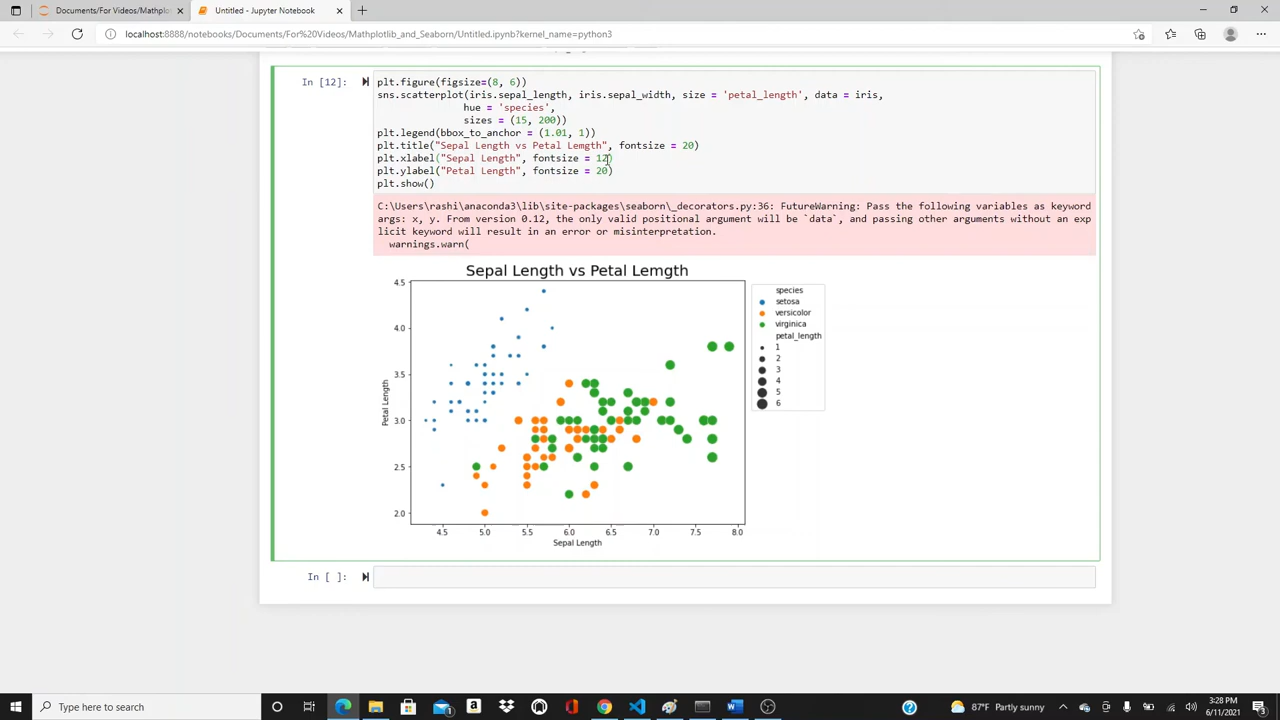 Documents/For Videos/Mathplotlib
Untitled - Jupyter Notebook
localhost:8888/notebooks/Documents/For%20Videos/Mathplotlib_and_Seaborn/Untitled.ipynb?kernel_name=python3
In [12]:
plt.figure(figsize=(8, 6))
sns.scatterplot(iris.sepal_length, iris.sepal_width, size = 'petal_length', data = iris,
hue = 'species',
sizes = (15, 200))
plt.legend(bbox_to_anchor = (1.01, 1))
plt.title("Sepal Length vs Petal Lemgth", fontsize = 20)
plt.xlabel("Sepal Length", fontsize = 12)
plt.ylabel("Petal Length", fontsize = 20)
plt.show()
C:\Users\rashi\anaconda3\lib\site-packages\seaborn\_decorators.py:36: FutureWarning: Pass the following variables as keyword
args: x, y. From version 0.12, the only valid positional argument will be `data`, and passing other arguments without an exp
licit keyword will result in an error or misinterpretation.
warnings.warn(
Sepal Length vs Petal Lemgth
4.5
4.0
3.5
3.0
2.5
2.0
Petal Length
4.5 5.0 5.5 6.0 6.5 7.0 7.5 8.0
Sepal Length
species
setosa
versicolor
virginica
petal_length
1
2
3
4
5
6
In [ ]:
Type here to search
87°F Partly sunny
3:28 PM
6/11/2021